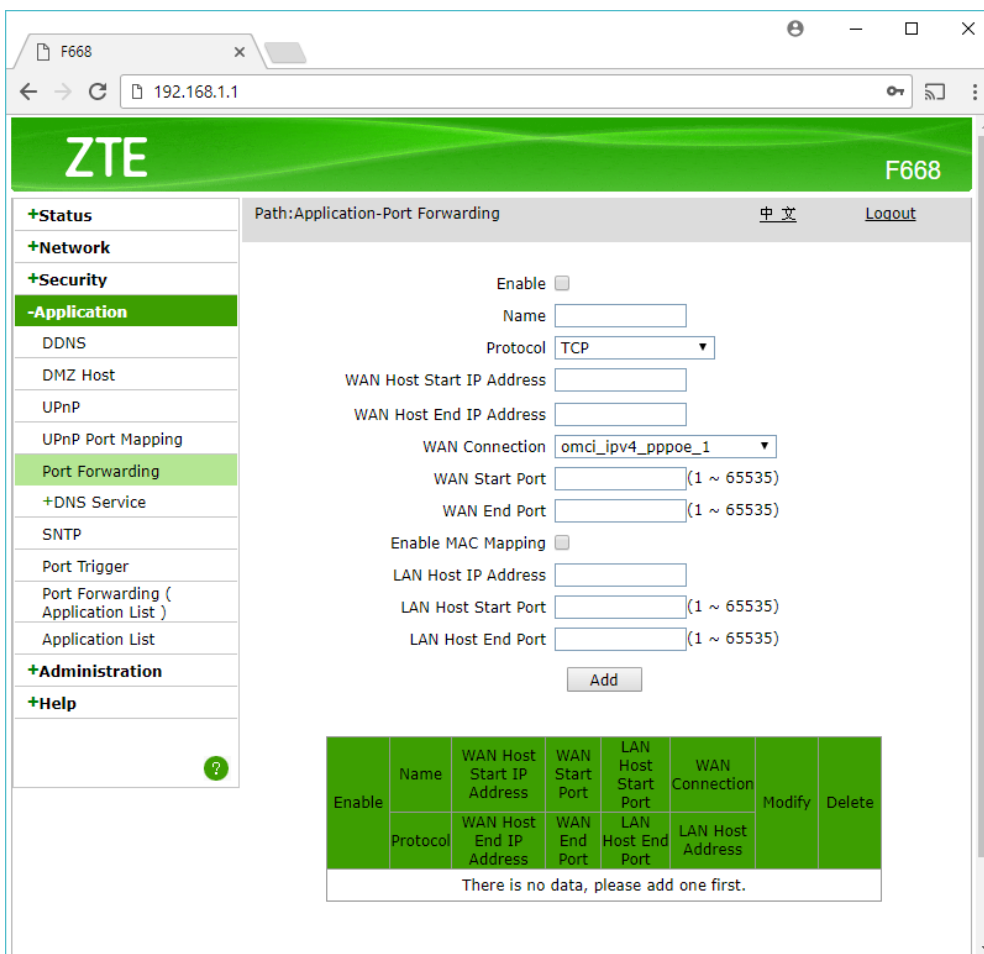 F668
192.168.1.1
ZTE
F668
+Status
+Network
+Security
-Application
DDNS
DMZ Host
UPnP
UPnP Port Mapping
Port Forwarding
+DNS Service
SNTP
Port Trigger
Port Forwarding (
Application List )
Application List
+Administration
+Help
?
Path:Application-Port Forwarding 中 文 Logout
Enable
Name
Protocol TCP
WAN Host Start IP Address
WAN Host End IP Address
WAN Connection omci_ipv4_pppoe_1
WAN Start Port (1 ~ 65535)
WAN End Port (1 ~ 65535)
Enable MAC Mapping
LAN Host IP Address
LAN Host Start Port (1 ~ 65535)
LAN Host End Port (1 ~ 65535)
Add
Enable
Name
WAN Host
Start IP
Address
WAN
Start
Port
LAN
Host
Start
Port
WAN
Connection
Modify
Delete
Protocol
WAN Host
End IP
Address
WAN
End
Port
LAN
Host End
Port
LAN Host
Address
There is no data, please add one first.